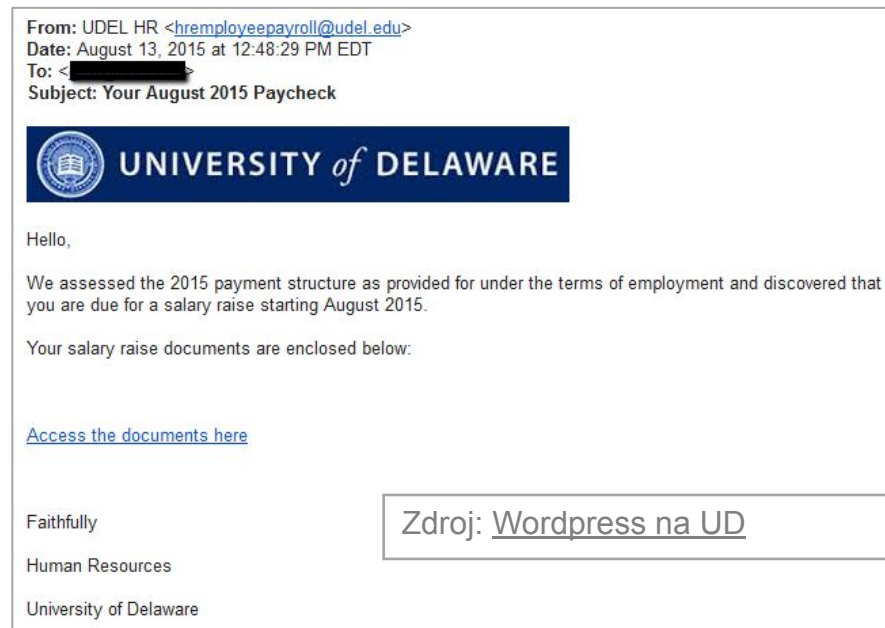 From: UDEL HR <hremployeepayroll@udel.edu>
Date: August 13, 2015 at 12:48:29 PM EDT
To: < >
Subject: Your August 2015 Paycheck
UNIVERSITY of DELAWARE
Hello,
We assessed the 2015 payment structure as provided for under the terms of employment and discovered that
you are due for a salary raise starting August 2015.
Your salary raise documents are enclosed below:
Access the documents here
Faithfully
Zdroj: Wordpress na UD
Human Resources
University of Delaware